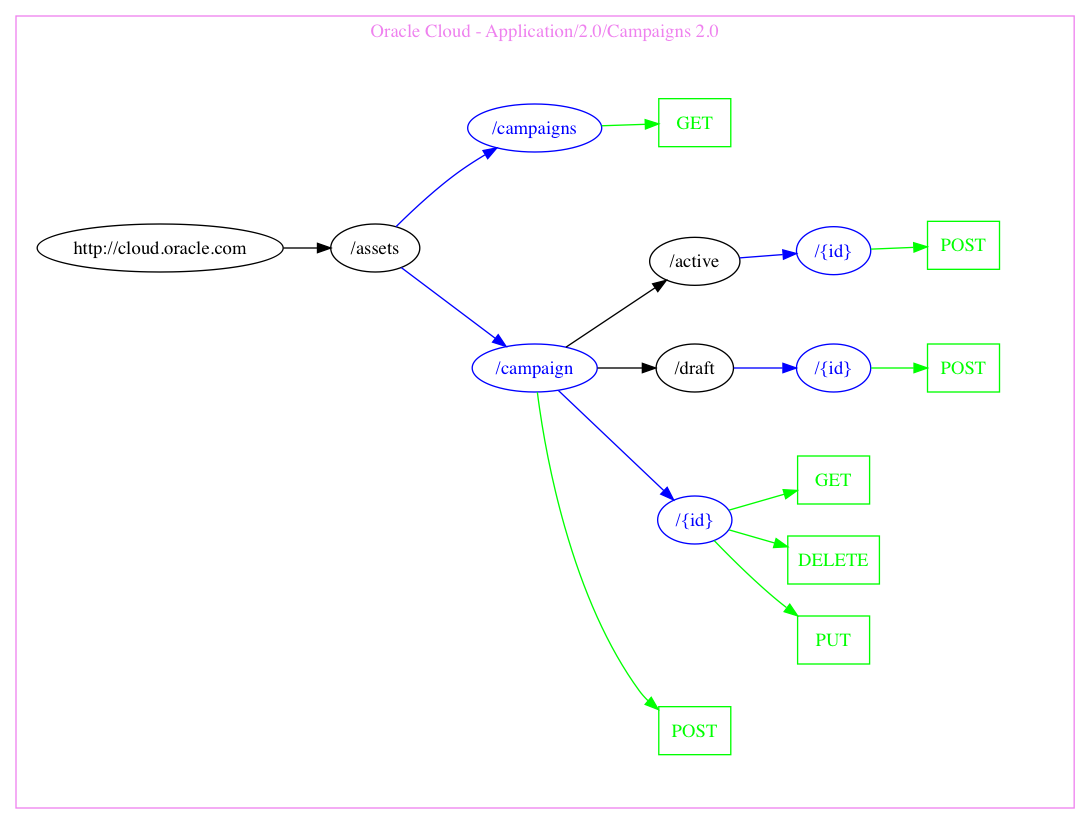 Oracle Cloud - Application/2.0/Campaigns 2.0
/campaigns
GET
http://cloud.oracle.com
/assets
/active
/{id}
POST
/campaign
/draft
/{id}
POST
/{id}
GET
DELETE
PUT
POST